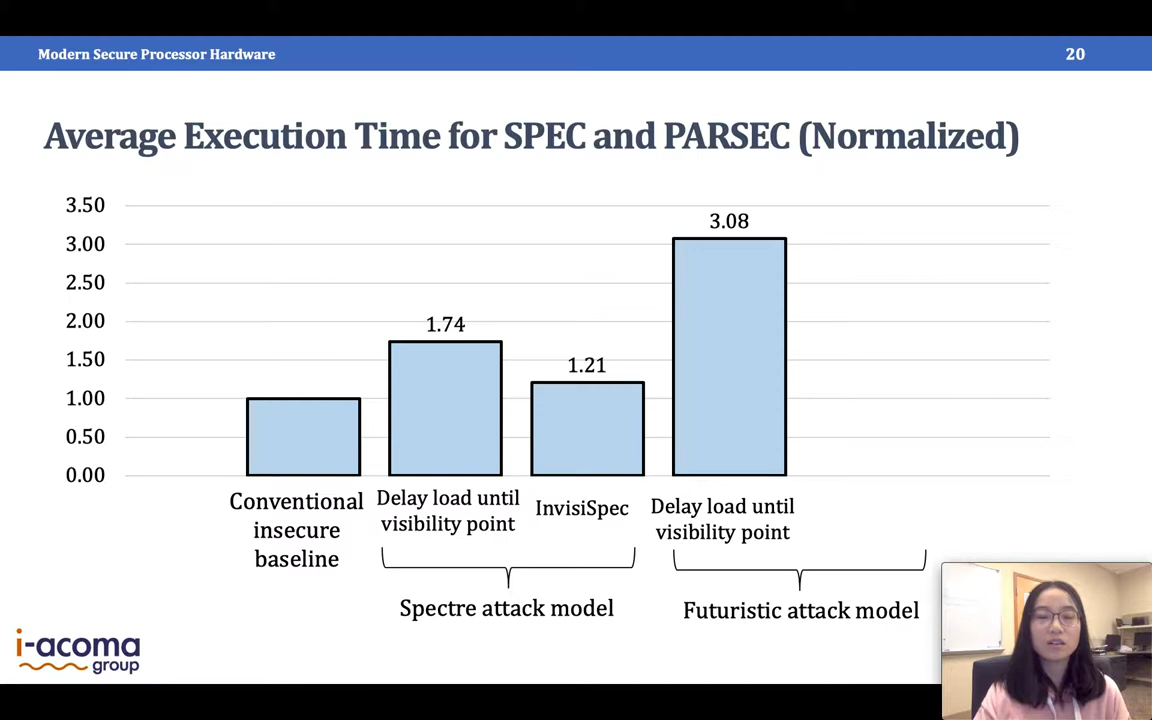 Modern Secure Processor Hardware
20
Average Execution Time for SPEC and PARSEC (Normalized)
3.50
3.00
2.50
2.00
1.50
1.00
0.50
0.00
1.74
1.21
3.08
Conventional
insecure
baseline
Delay load until
visibility point
InvisiSpec
Delay load until
visibility point
Spectre attack model
Futuristic attack model
i-acoma
group